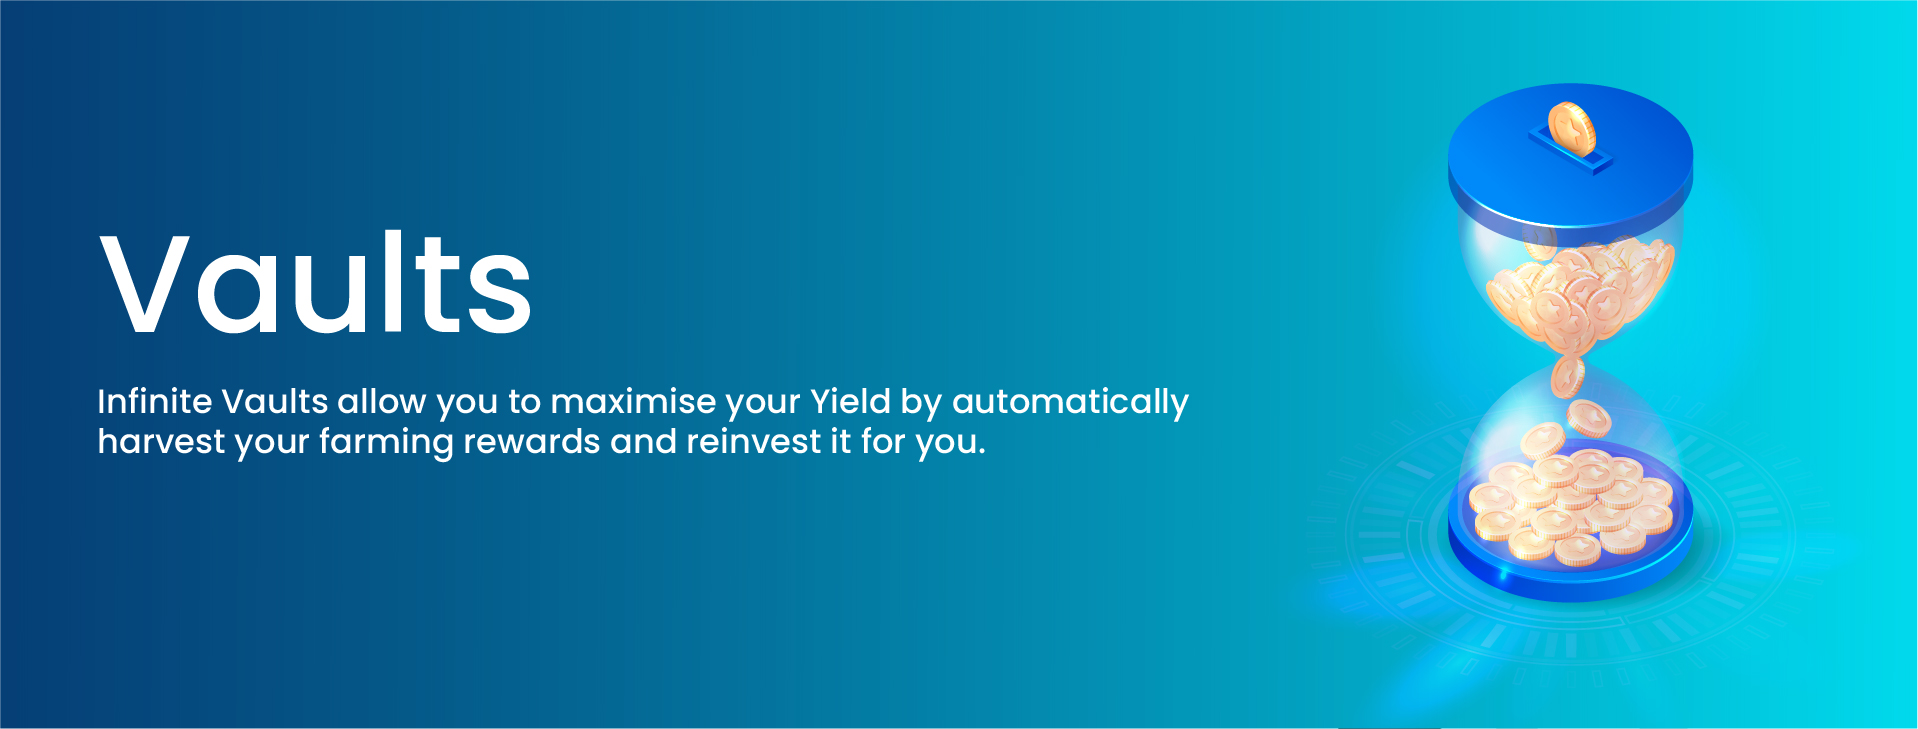 Vaults
Infinite Vaults allow you to maximise your Yield by automatically
harvest your farming rewards and reinvest it for you.